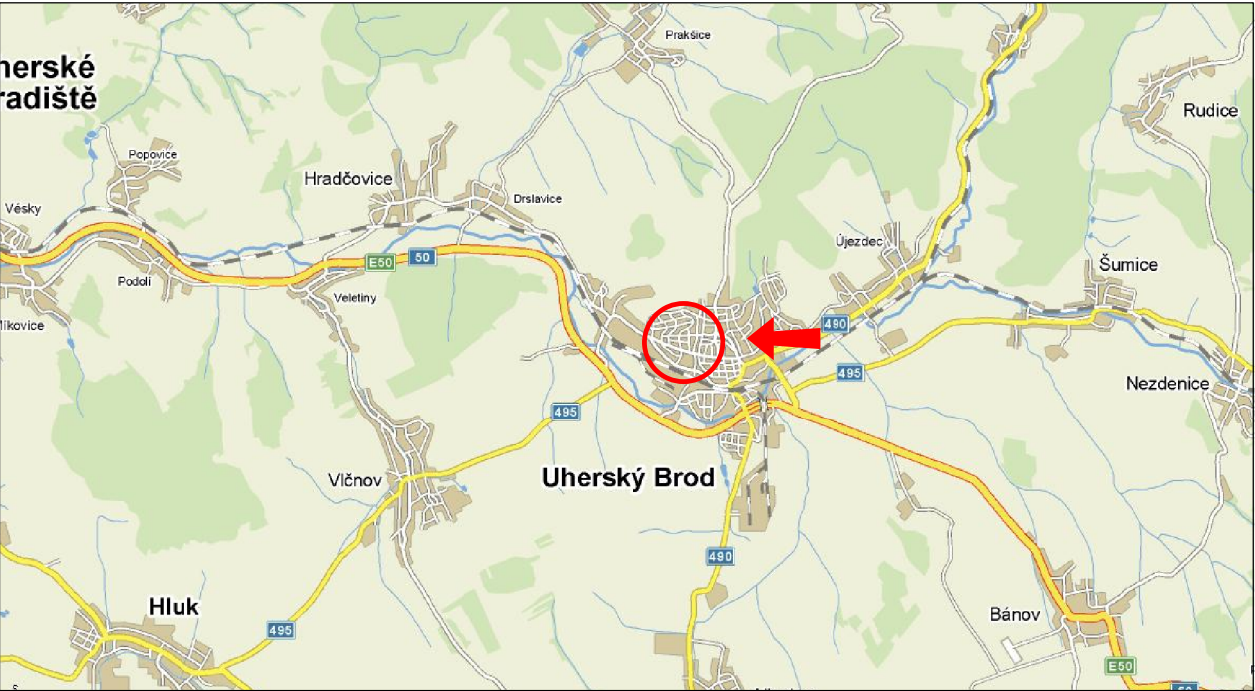 Prakšice
herské
radiště
Rudice
Popovice
Hradčovice
Drslavice
Vésky
Újezdec
E50
50
Šumice
Podolí
Veletiny
490
495
Nezdenice
495
Vlčnov
Uherský Brod
490
Hluk
Bánov
495
E50